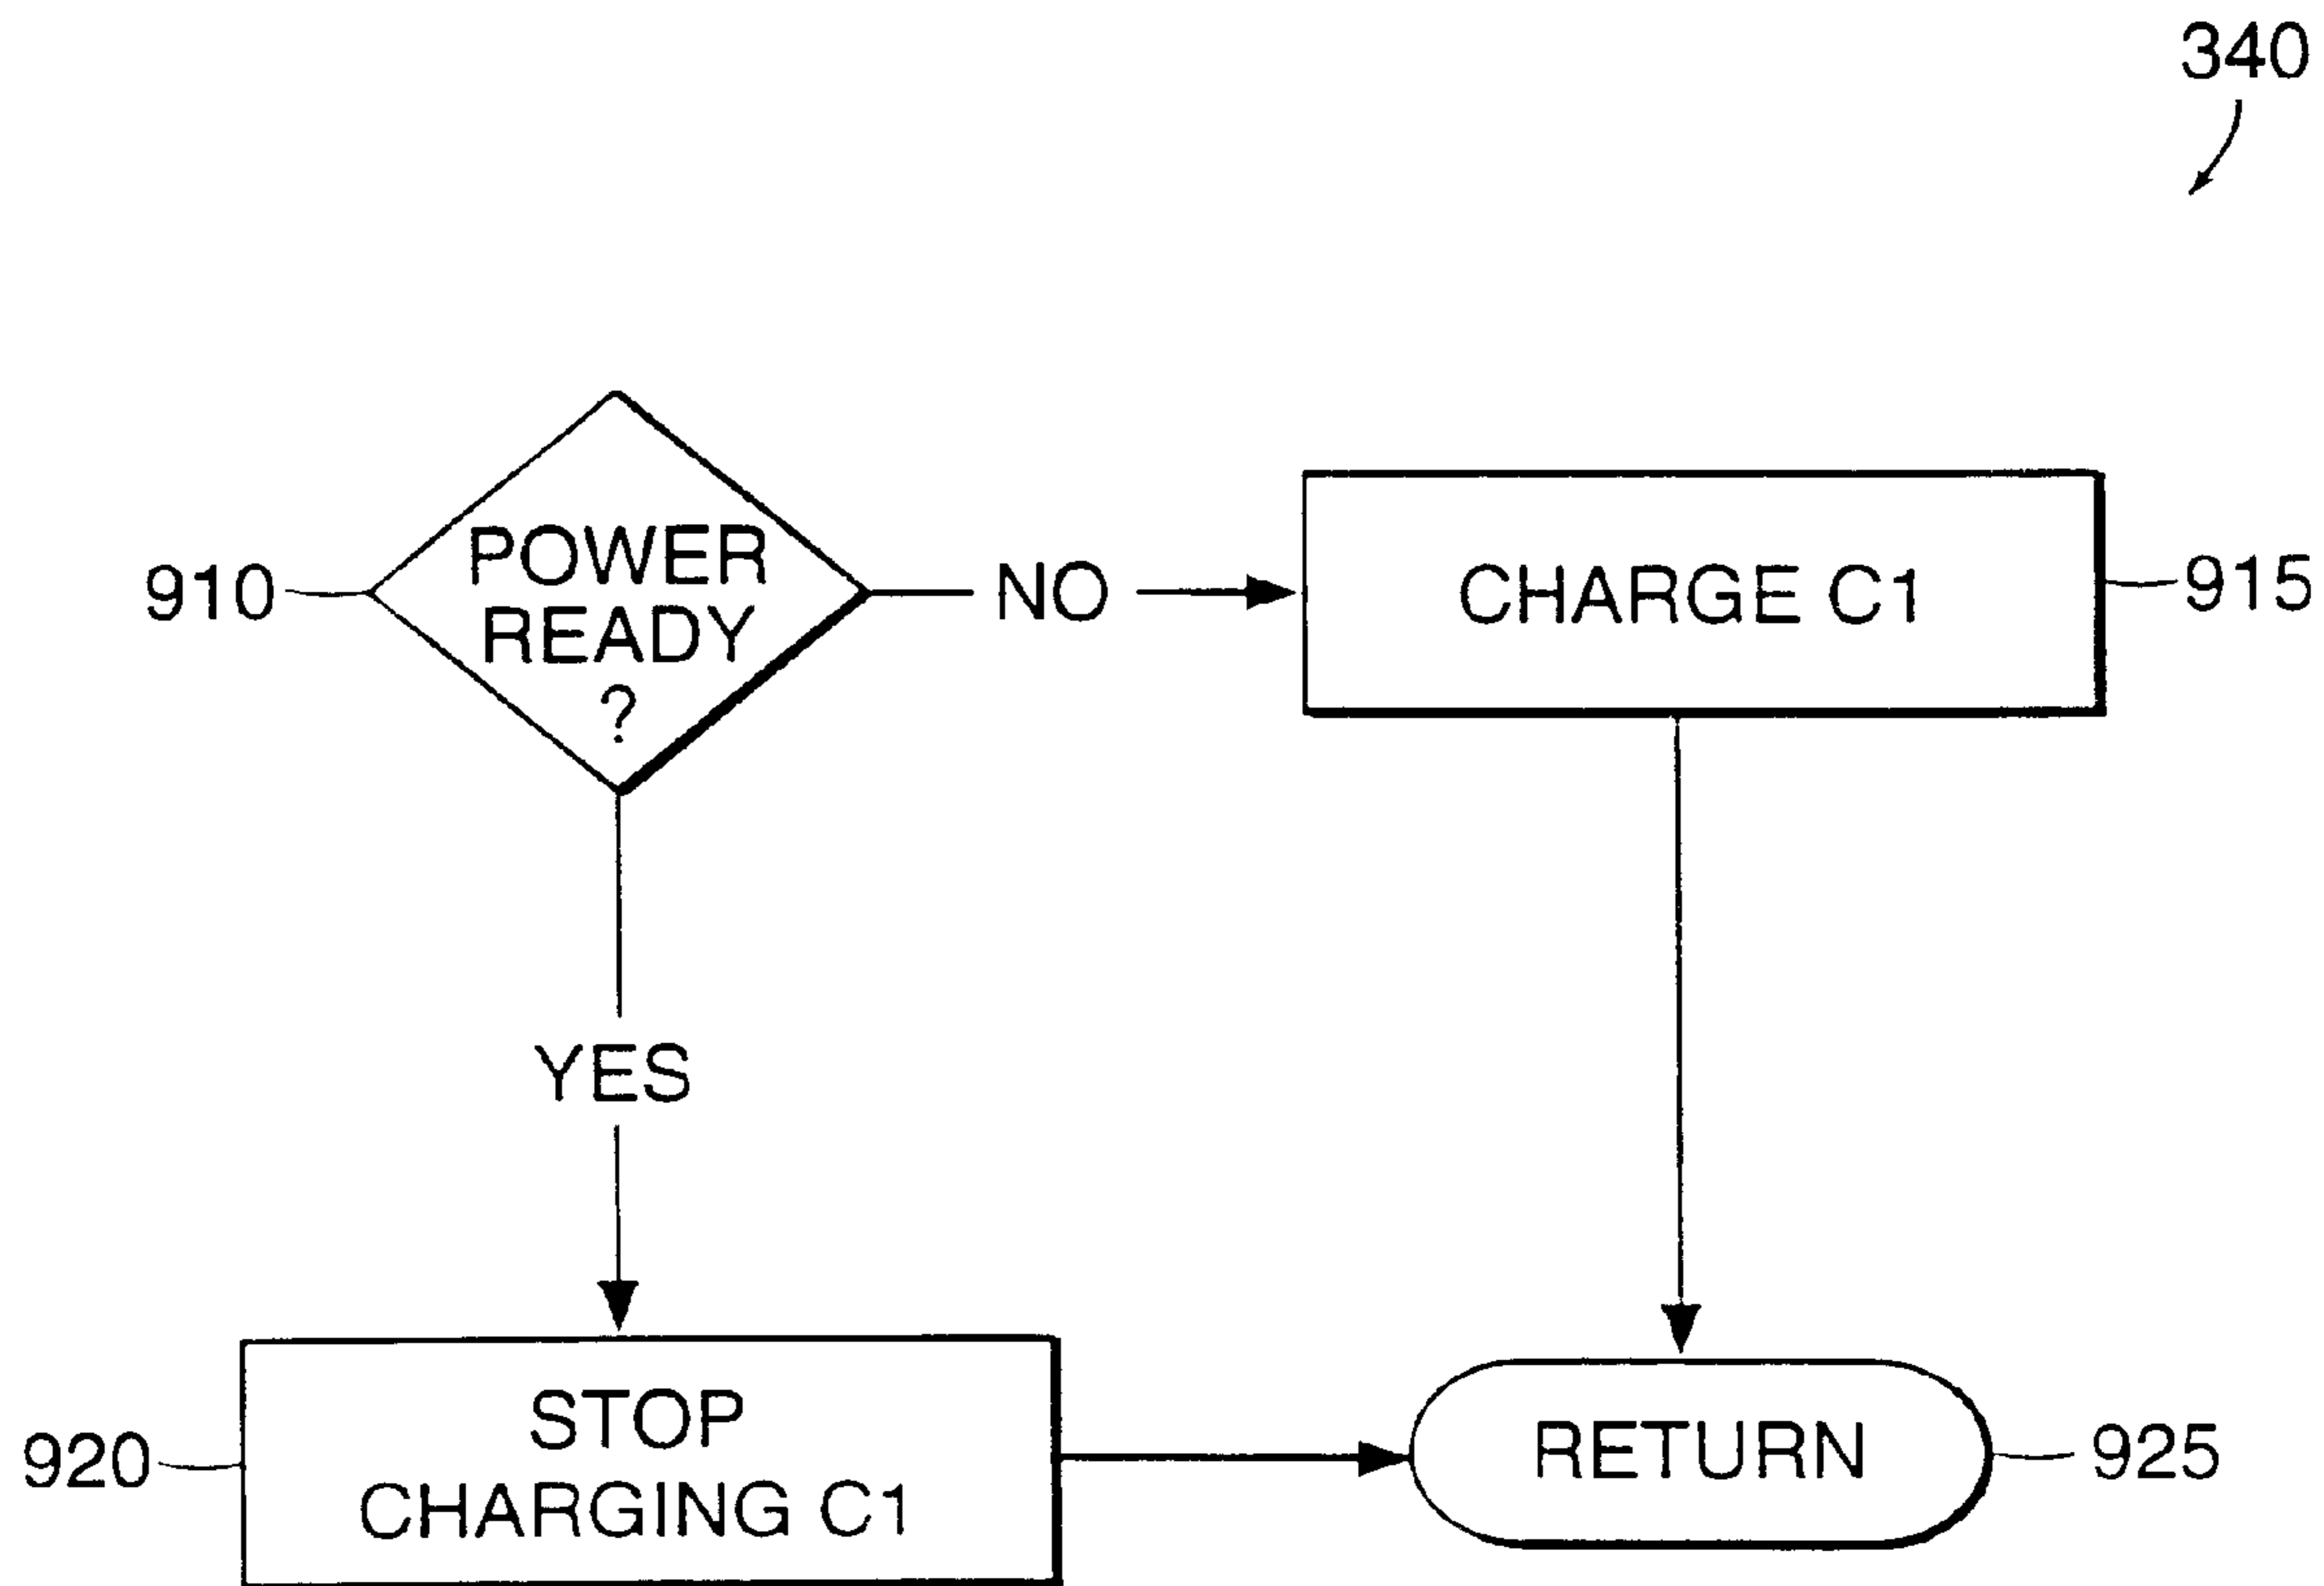 340
POWER
READY
?
910
NO
CHARGE C1
915
YES
STOP
CHARGING C1
920
RETURN
925